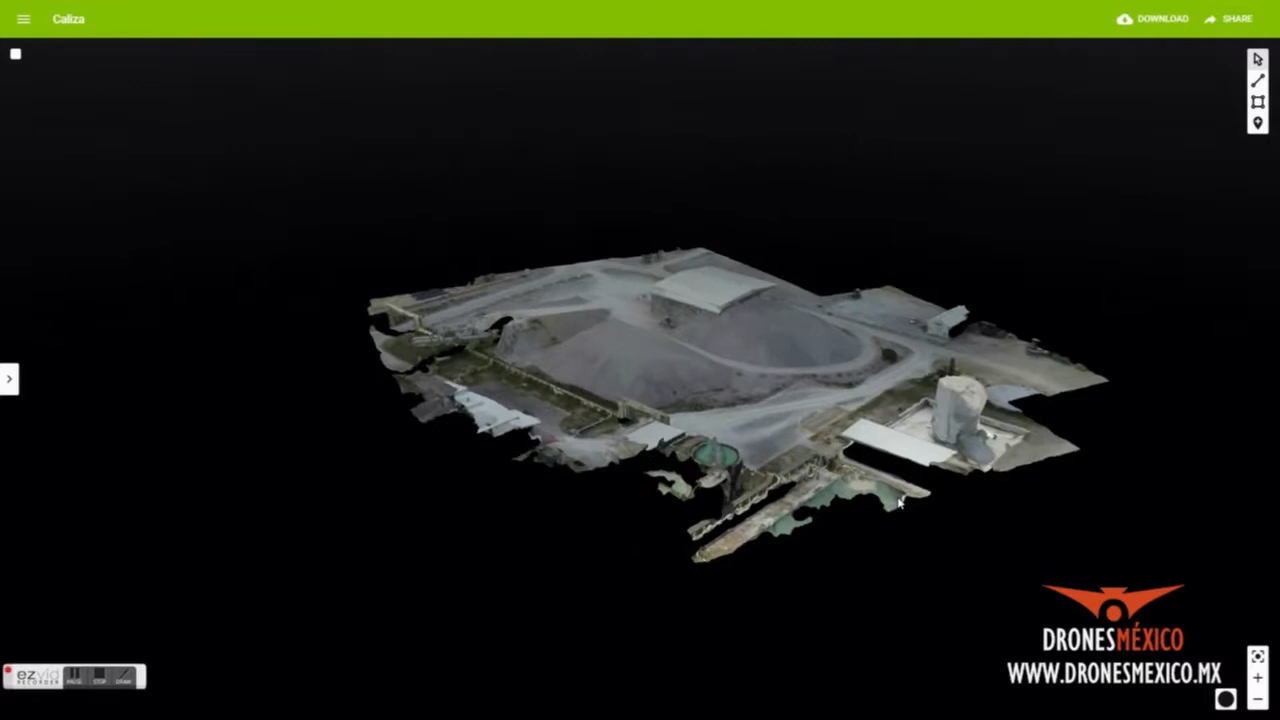 Caliza
DOWNLOAD
SHARE
ezvid
RECORDER
PAUSE
STOP
DRAW
DRONESMÉXICO
WWW.DRONESMEXICO.MX